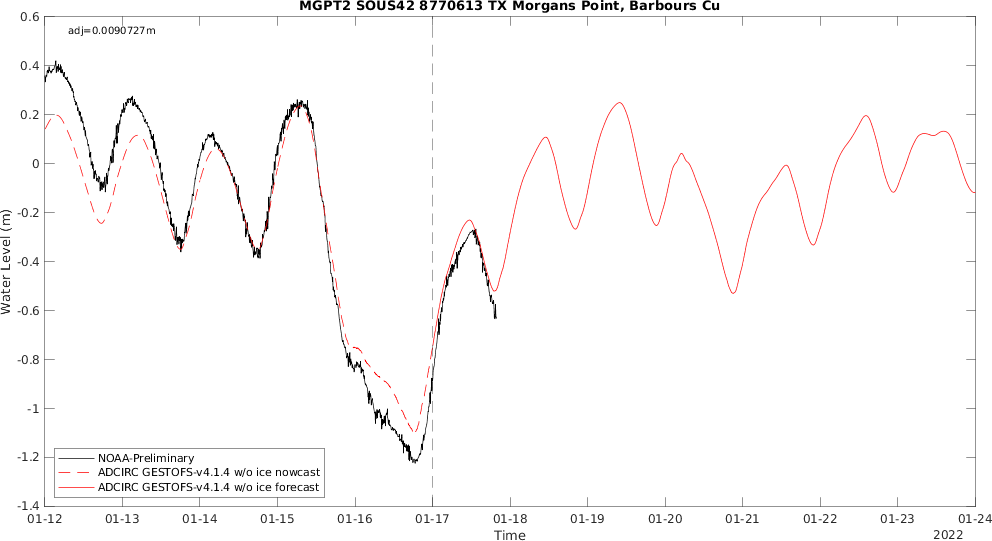 MGPT2 SOUS42 8770613 TX Morgans Point, Barbours Cu
adj=0.0090727m
0.6
0.4
0.2
0
-0.2
-0.4
-0.6
-0.8
-1
-1.2
-1.4
Water Level (m)
NOAA-Preliminary
ADCIRC GESTOFS-v4.1.4 w/o ice nowcast
ADCIRC GESTOFS-v4.1.4 w/o ice forecast
01-12 01-13 01-14 01-15 01-16 01-17 01-18 01-19 01-20 01-21 01-22 01-23 01-24
Time
2022